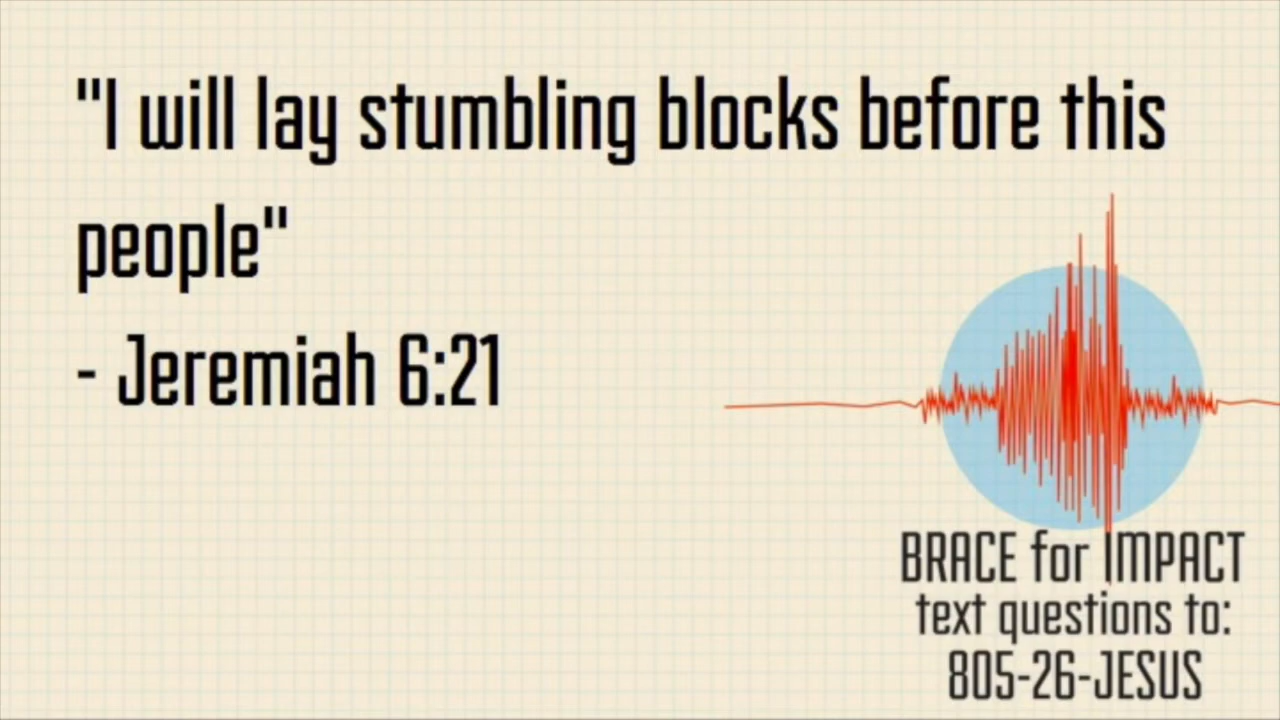 "I will lay stumbling blocks before this
people"
- Jeremiah 6:21
BRACE for IMPACT
text questions to:
805-26-JESUS